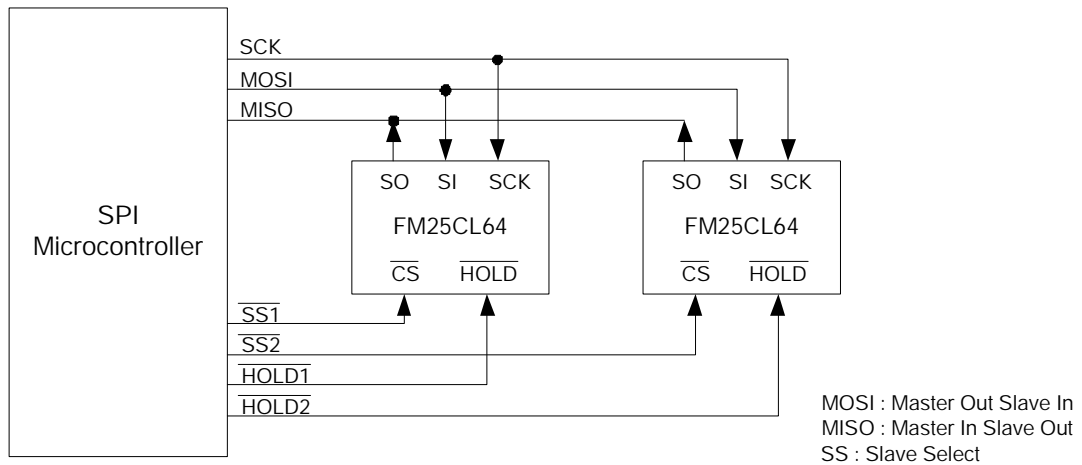 SCK
MOSI
MISO
SO SI SCK
SO SI SCK
SPI
Microcontroller
FM25CL64
FM25CL64
CS HOLD
CS HOLD
SS1
SS2
HOLD1
HOLD2
MOSI : Master Out Slave In
MISO : Master In Slave Out
SS : Slave Select